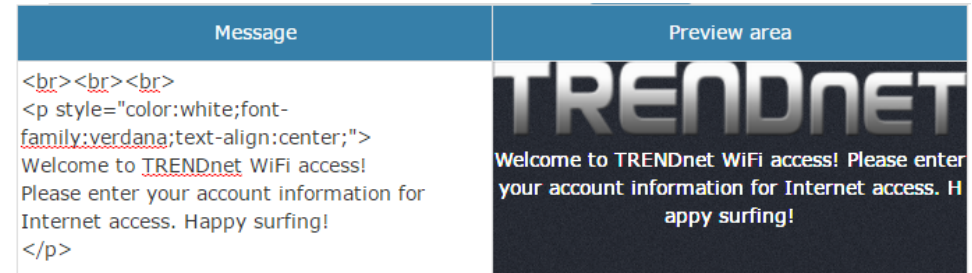 Message
Preview area
<br><br><br>
<p style="color:white;font-
family:verdana;text-align:center;">
Welcome to TRENDnet WiFi access!
Please enter your account information for
Internet access. Happy surfing!
</p>
TRENDNET
Welcome to TRENDnet WiFi access! Please enter
your account information for Internet access. H
appy surfing!